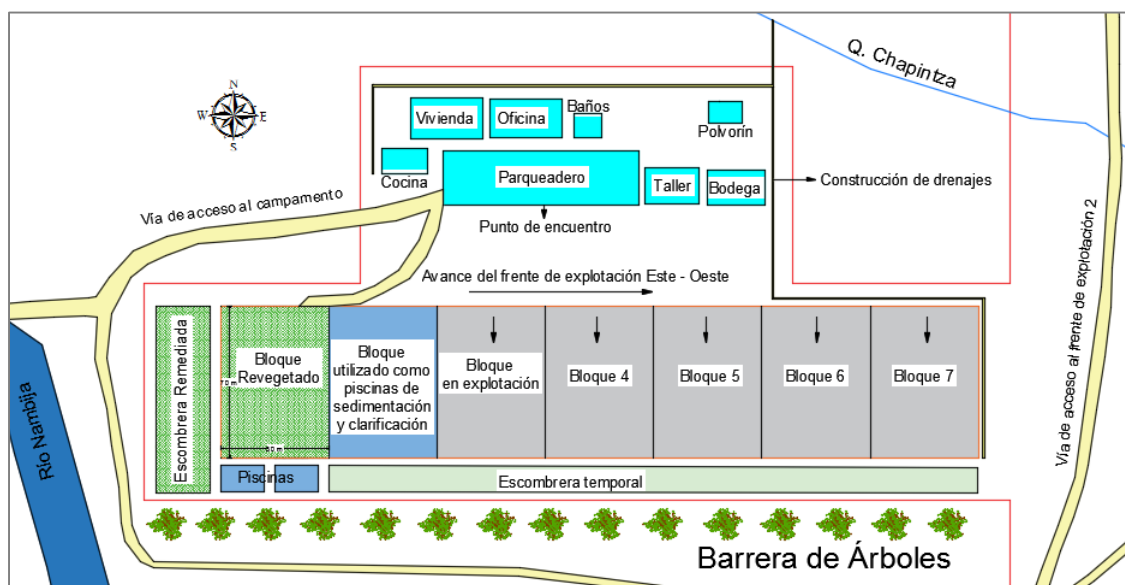 Q. Chapintza
N
W
E
S
Vivienda
Oficina
Baños
Polvorín
Cocina
Parqueadero
Taller
Bodega
Construcción de drenajes
Vía de acceso al campamento
Punto de encuentro
Avance del frente de explotación Este - Oeste
Vía de acceso al frente de explotación 2
Río Nambija
Escombrera Remediada
Bloque
Revegetado
70 m
50 m
Bloque
utilizado como
piscinas de
sedimentación
y clarificación
Bloque
en explotación
Bloque 4
Bloque 5
Bloque 6
Bloque 7
Piscinas
Escombrera temporal
Barrera de Árboles